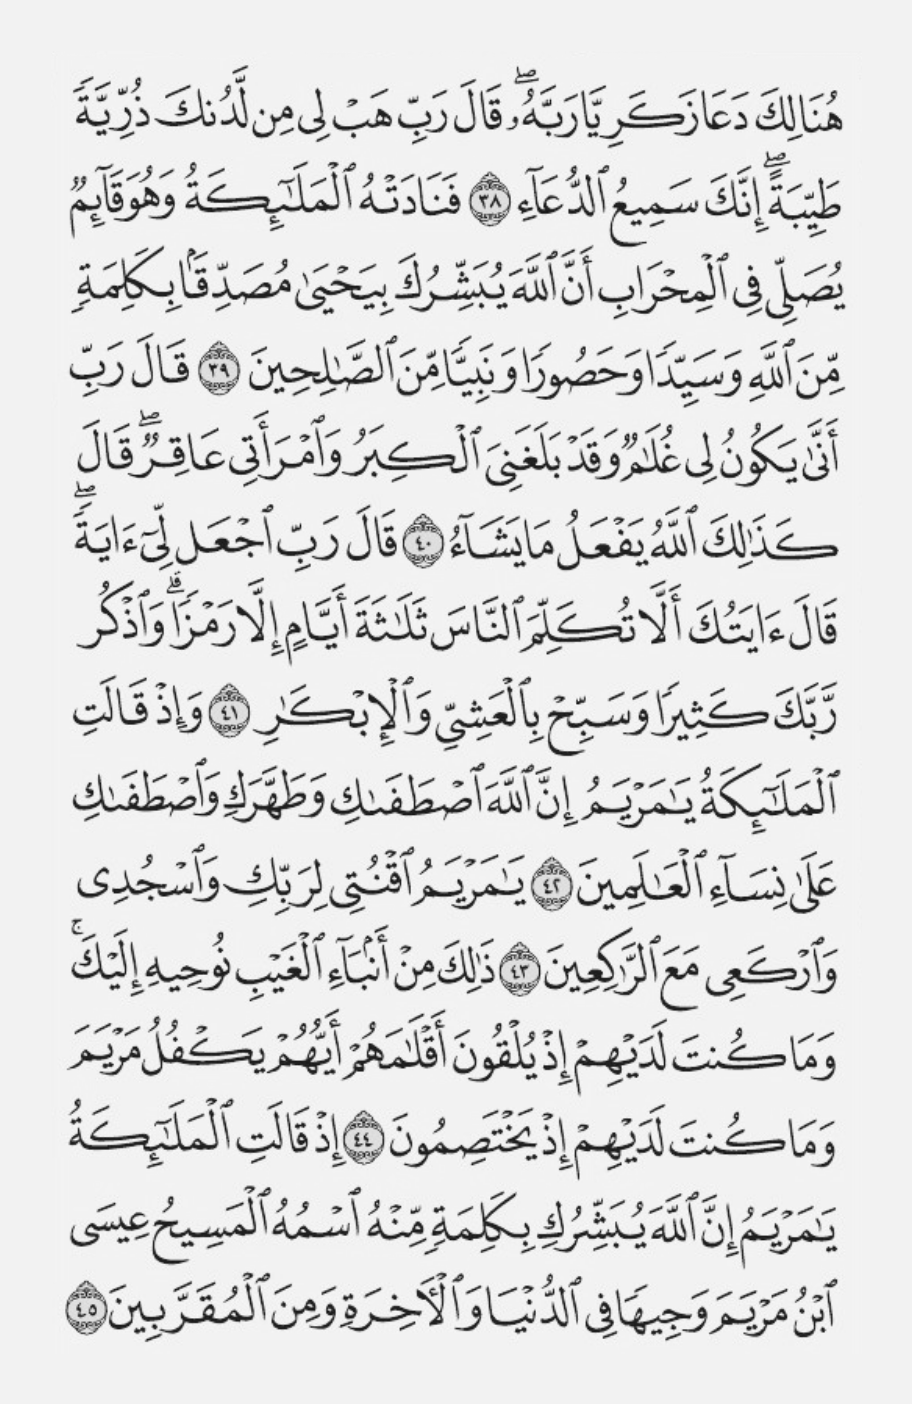 هُنَالِكَ دَعَا زَكَرِيَّا رَبَّهُۥۖ قَالَ رَبِّ هَبْ لِى مِن لَّدُنكَ ذُرِّيَّةً
طَيِّبَةًۖ إِنَّكَ سَمِيعُ ٱلدُّعَآءِ ٣٨ فَنَادَتْهُ ٱلْمَلَـٰٓئِكَةُ وَهُوَ قَآئِمٌ
يُصَلِّى فِى ٱلْمِحْرَابِ أَنَّ ٱللَّهَ يُبَشِّرُكَ بِيَحْيَىٰ مُصَدِّقًۢا بِكَلِمَةٍ
مِّنَ ٱللَّهِ وَسَيِّدًا وَحَصُورًا وَنَبِيًّا مِّنَ ٱلصَّـٰلِحِينَ ٣٩ قَالَ رَبِّ
أَنَّىٰ يَكُونُ لِى غُلَـٰمٌ وَقَدْ بَلَغَنِىَ ٱلْكِبَرُ وَٱمْرَأَتِى عَاقِرٌۖ قَالَ
كَذَٰلِكَ ٱللَّهُ يَفْعَلُ مَا يَشَآءُ ٤٠ قَالَ رَبِّ ٱجْعَل لِّىٓ ءَايَةًۖ
قَالَ ءَايَتُكَ أَلَّا تُكَلِّمَ ٱلنَّاسَ ثَلَـٰثَةَ أَيَّامٍ إِلَّا رَمْزًاۗ وَٱذْكُر
رَّبَّكَ كَثِيرًا وَسَبِّحْ بِٱلْعَشِىِّ وَٱلْإِبْكَـٰرِ ٤١ وَإِذْ قَالَتِ
ٱلْمَلَـٰٓئِكَةُ يَـٰمَرْيَمُ إِنَّ ٱللَّهَ ٱصْطَفَىٰكِ وَطَهَّرَكِ وَٱصْطَفَىٰكِ
عَلَىٰ نِسَآءِ ٱلْعَـٰلَمِينَ ٤٢ يَـٰمَرْيَمُ ٱقْنُتِى لِرَبِّكِ وَٱسْجُدِى
وَٱرْكَعِى مَعَ ٱلرَّٰكِعِينَ ٤٣ ذَٰلِكَ مِنْ أَنۢبَآءِ ٱلْغَيْبِ نُوحِيهِ إِلَيْكَۚ
وَمَا كُنتَ لَدَيْهِمْ إِذْ يُلْقُونَ أَقْلَـٰمَهُمْ أَيُّهُمْ يَكْفُلُ مَرْيَمَ
وَمَا كُنتَ لَدَيْهِمْ إِذْ يَخْتَصِمُونَ ٤٤ إِذْ قَالَتِ ٱلْمَلَـٰٓئِكَةُ
يَـٰمَرْيَمُ إِنَّ ٱللَّهَ يُبَشِّرُكِ بِكَلِمَةٍ مِّنْهُ ٱسْمُهُ ٱلْمَسِيحُ عِيسَى
ٱبْنُ مَرْيَمَ وَجِيهًا فِى ٱلدُّنْيَا وَٱلْـَٔاخِرَةِ وَمِنَ ٱلْمُقَرَّبِينَ ٤٥